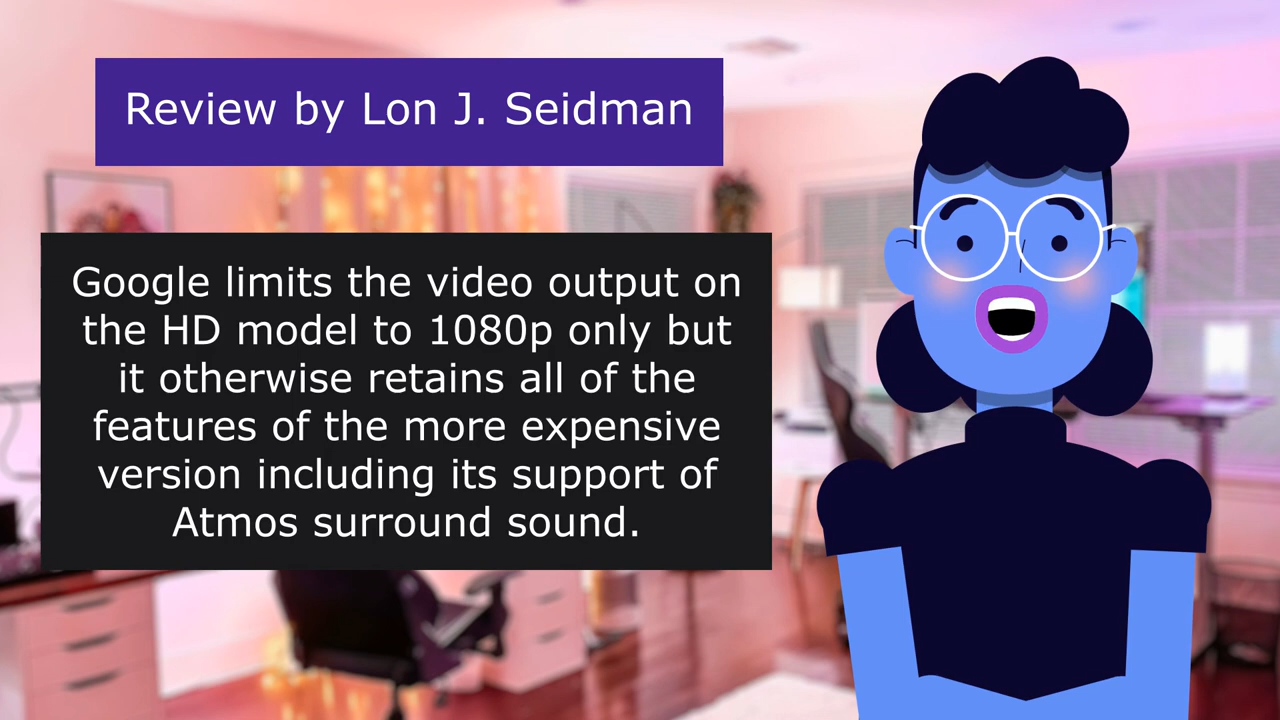 Review by Lon J. Seidman
Google limits the video output on
the HD model to 1080p only but
it otherwise retains all of the
features of the more expensive
version including its support of
Atmos surround sound.